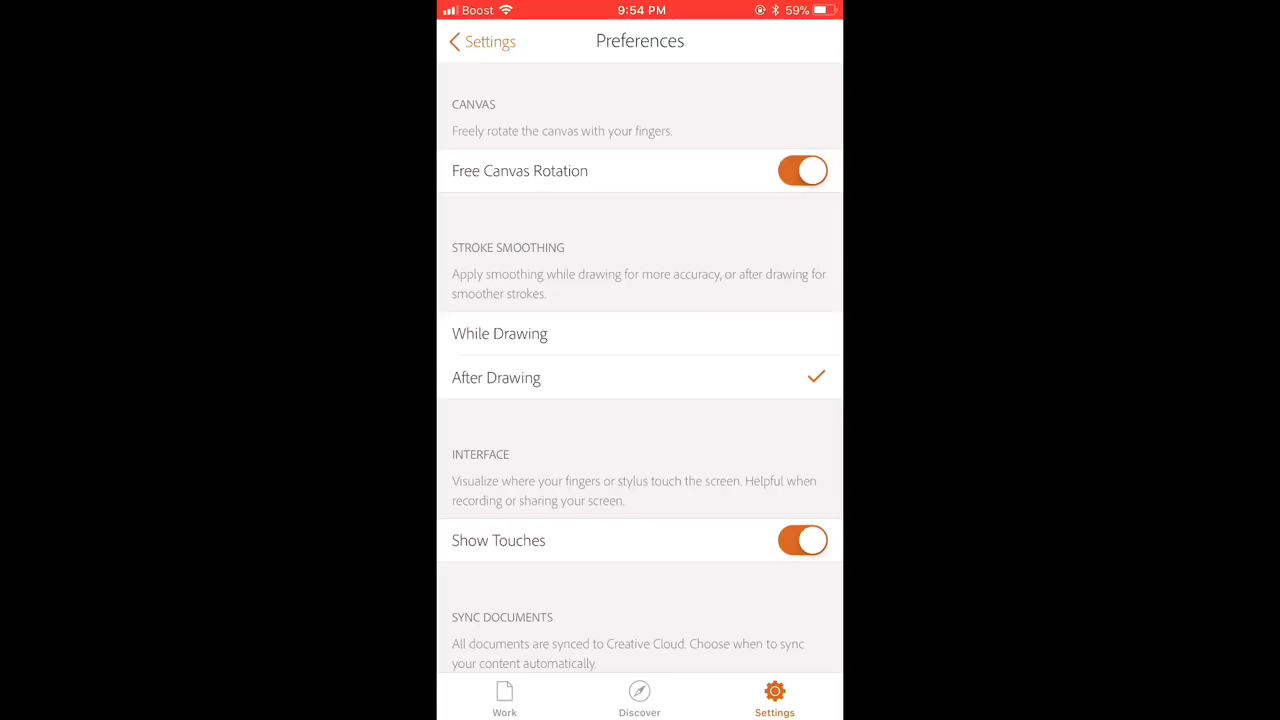 Boost 9:54 PM 59%
Settings Preferences
CANVAS
Freely rotate the canvas with your fingers.
Free Canvas Rotation
STROKE SMOOTHING
Apply smoothing while drawing for more accuracy, or after drawing for
smoother strokes.
While Drawing
After Drawing
INTERFACE
Visualize where your fingers or stylus touch the screen. Helpful when
recording or sharing your screen.
Show Touches
SYNC DOCUMENTS
All documents are synced to Creative Cloud. Choose when to sync
your content automatically.
Work Discover Settings